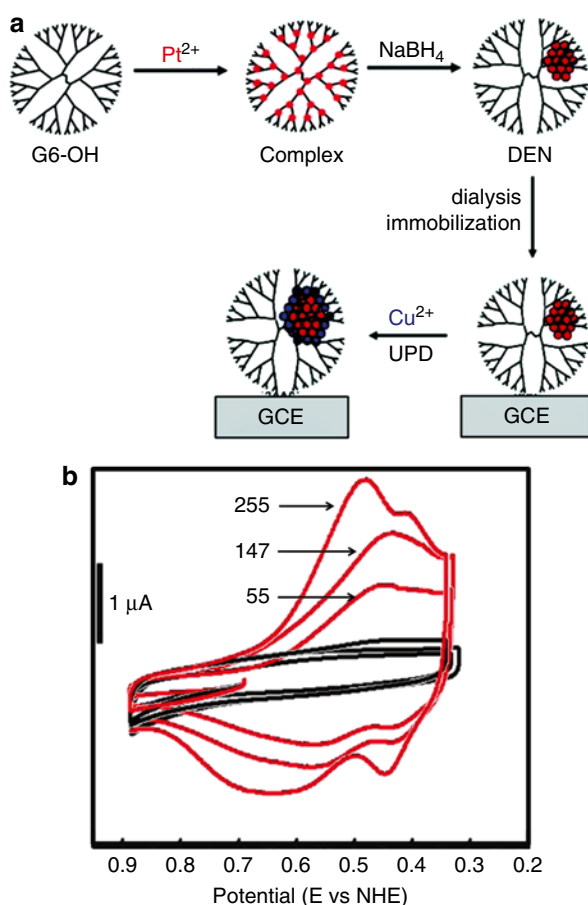 a
Pt2+
NaBH4
G6-OH
Complex
DEN
dialysis
immobilization
Cu2+
UPD
GCE
GCE
b
255
147
55
1 μA
0.9 0.8 0.7 0.6 0.5 0.4 0.3 0.2
Potential (E vs NHE)